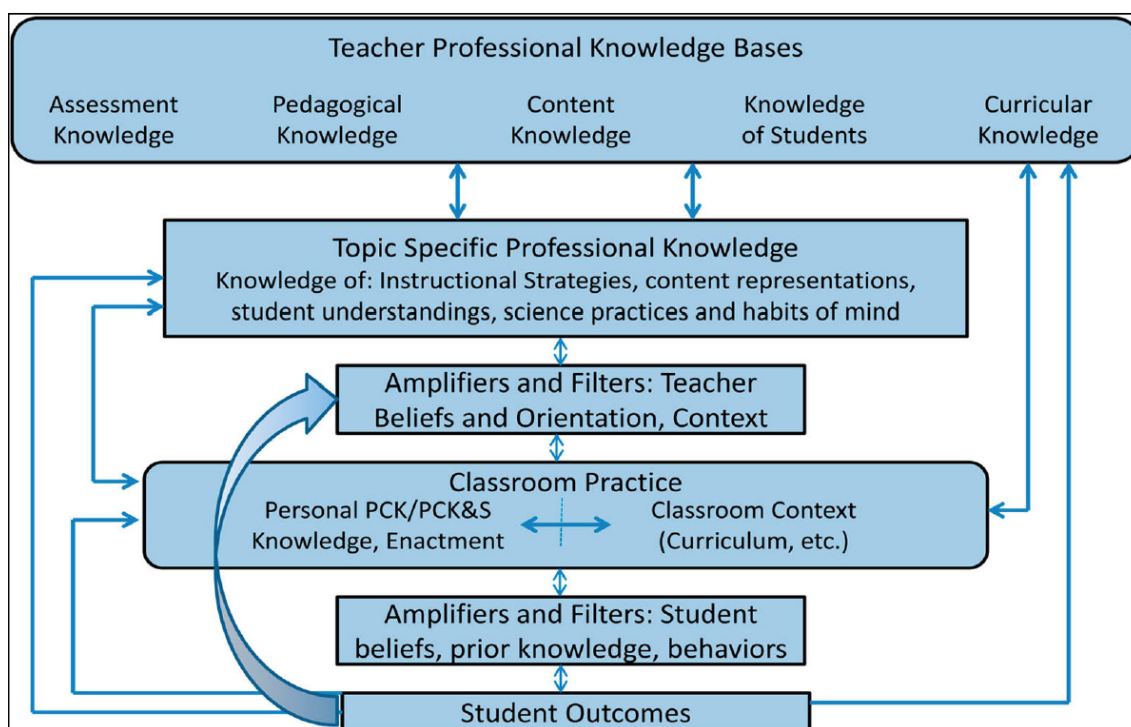 Teacher Professional Knowledge Bases
Assessment Knowledge
Pedagogical Knowledge
Content Knowledge
Knowledge of Students
Curricular Knowledge
Topic Specific Professional Knowledge
Knowledge of: Instructional Strategies, content representations,
student understandings, science practices and habits of mind
Amplifiers and Filters: Teacher
Beliefs and Orientation, Context
Classroom Practice
Personal PCK/PCK&S
Knowledge, Enactment
Classroom Context
(Curriculum, etc.)
Amplifiers and Filters: Student
beliefs, prior knowledge, behaviors
Student Outcomes